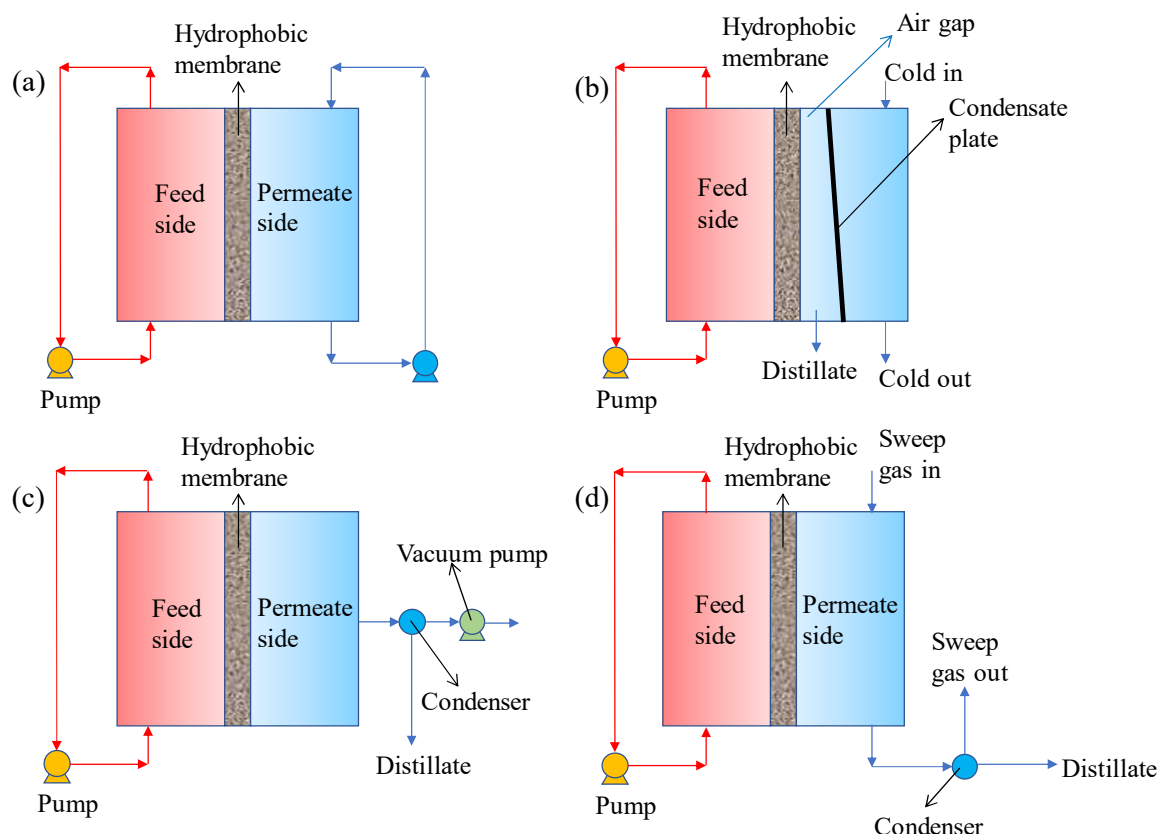 (a)
Hydrophobic
membrane
Feed
side
Permeate
side
Pump
(b)
Hydrophobic
membrane
Air gap
Cold in
Condensate
plate
Feed
side
Distillate
Cold out
Pump
(c)
Hydrophobic
membrane
Vacuum pump
Feed
side
Permeate
side
Condenser
Distillate
Pump
(d)
Hydrophobic
membrane
Sweep
gas in
Feed
side
Permeate
side
Sweep
gas out
Distillate
Pump
Condenser